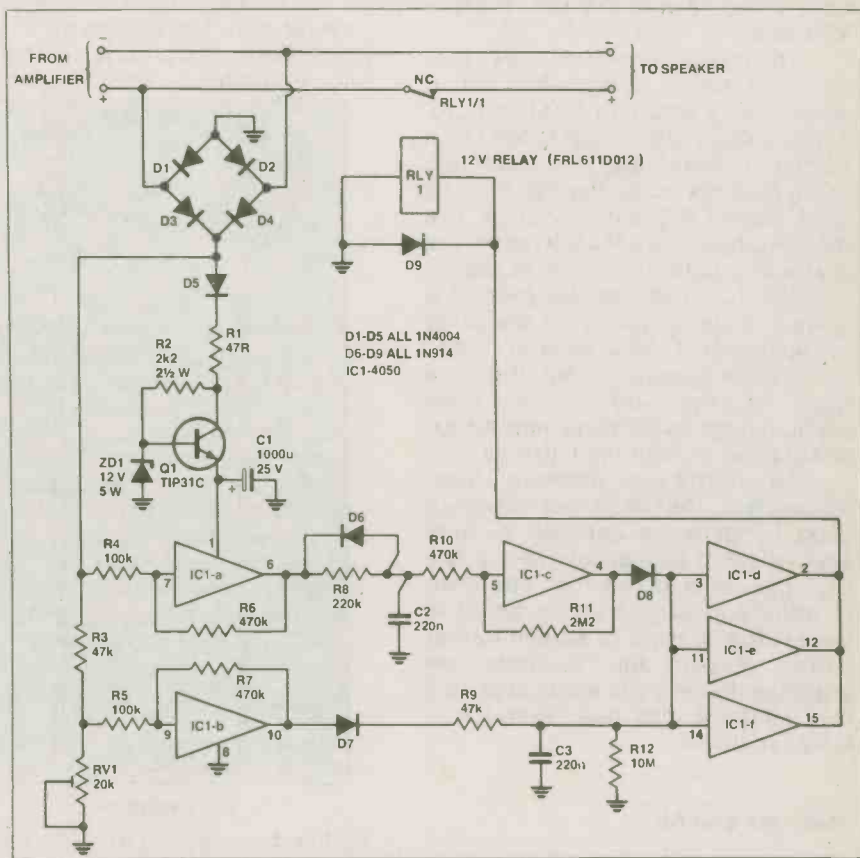 −
−
FROM
AMPLIFIER
TO SPEAKER
+
NC
RLY1/1
+
D1
D2
D3
D4
12 V RELAY (FRL611D012)
RLY
1
D9
D5
R1
47R
D1-D5 ALL 1N4004
D6-D9 ALL 1N914
IC1-4050
R2
2k2
2½ W
ZD1
12 V
5 W
Q1
TIP31C
C1
1000u
25 V
+
1
D6
R4
100k
7
IC1-a
6
R8
220k
R10
470k
5
IC1-c
4
D8
3
IC1-d
2
R6
470k
C2
220n
R11
2M2
R3
47k
11
IC1-e
12
R7
470k
R5
100k
9
IC1-b
10
8
D7
R9
47k
14
IC1-f
15
RV1
20k
C3
220n
R12
10M